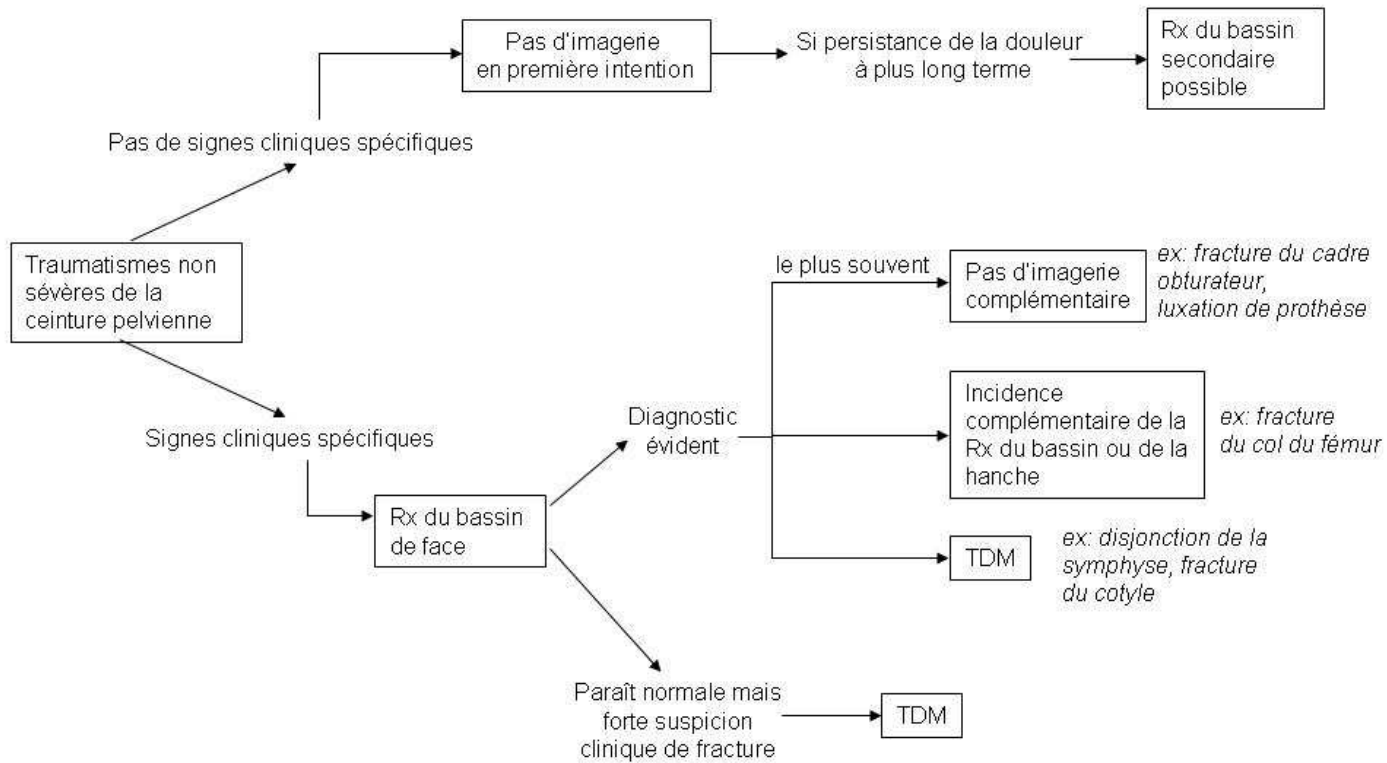 Pas d'imagerie
en première intention
Si persistance de la douleur
à plus long terme
Rx du bassin
secondaire
possible
Pas de signes cliniques spécifiques
Traumatismes non
sévères de la
ceinture pelvienne
Signes cliniques spécifiques
Rx du bassin
de face
Diagnostic
évident
le plus souvent
Pas d'imagerie
complémentaire
ex: fracture du cadre
obturateur,
luxation de prothèse
Incidence
complémentaire de la
Rx du bassin ou de la
hanche
ex: fracture
du col du fémur
TDM
ex: disjonction de la
symphyse, fracture
du cotyle
Paraît normale mais
forte suspicion
clinique de fracture
TDM